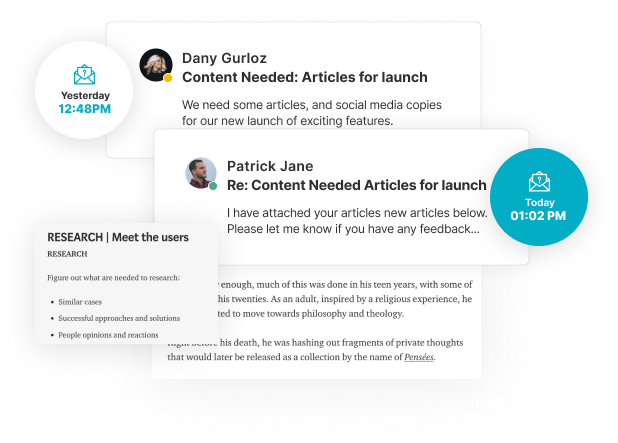 Dany Gurloz
Content Needed: Articles for launch
Yesterday
12:48PM
We need some articles, and social media copies
for our new launch of exciting features.
Patrick Jane
Re: Content Needed Articles for launch
Today
01:02 PM
I have attached your articles new articles below.
Please let me know if you have any feedback...
RESEARCH | Meet the users
RESEARCH
Figure out what are needed to research:
• Similar cases
• Successful approaches and solutions
• People opinions and reactions
enough, much of this was done in his teen years, with some of
his twenties. As an adult, inspired by a religious experience, he
to move towards philosophy and theology.
before his death, he was hashing out fragments of private thoughts
that would later be released as a collection by the name of Pensées.